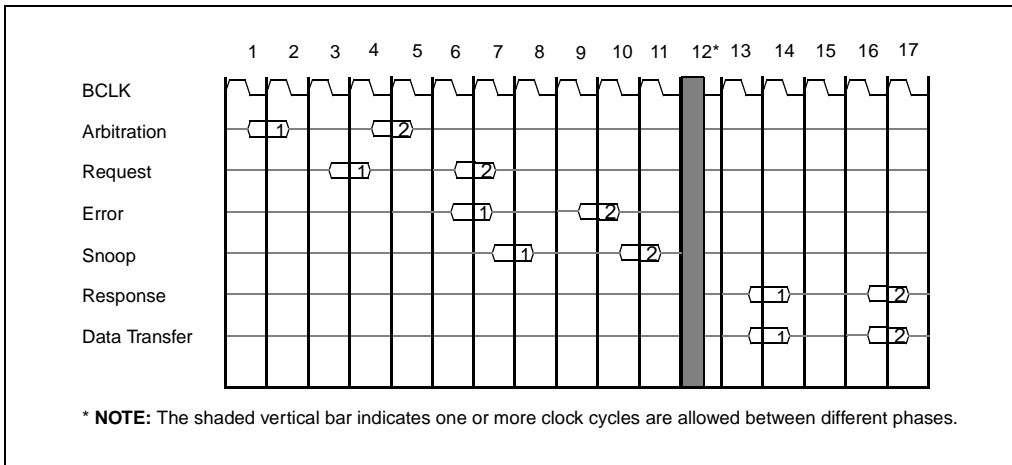 1 2 3 4 5 6 7 8 9 10 11 12* 13 14 15 16 17
BCLK
Arbitration 1 2
Request 1 2
Error 1 2
Snoop 1 2
Response 1 2
Data Transfer 1 2
* NOTE: The shaded vertical bar indicates one or more clock cycles are allowed between different phases.